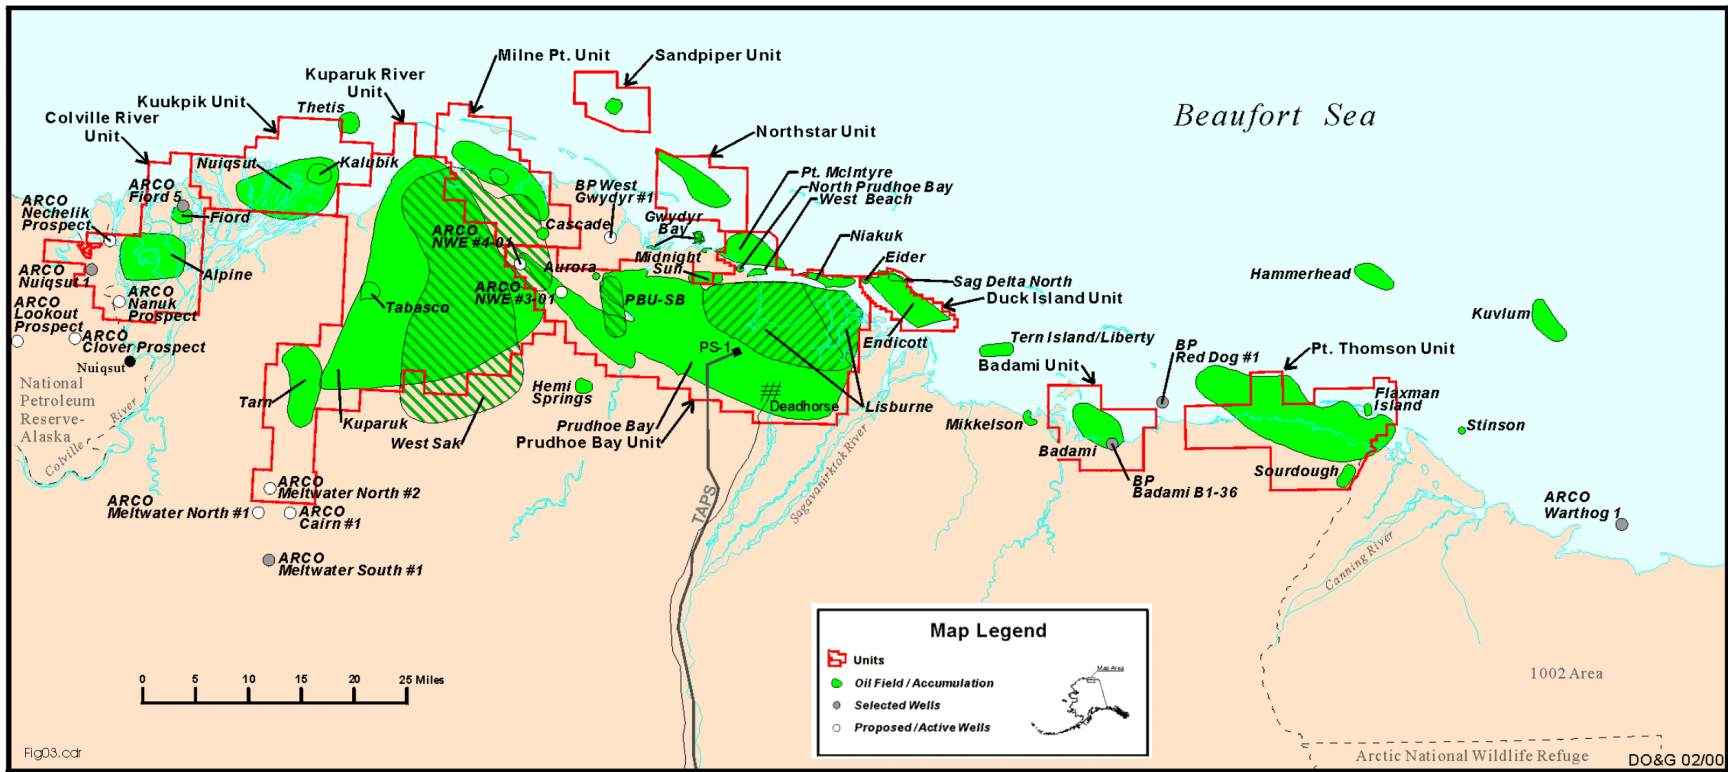 Milne Pt. Unit
Sandpiper Unit
Kuparuk River
Unit
Kuukpik Unit
Thetis
Colville River
Unit
Beaufort Sea
Northstar Unit
Nuiqsut
Kalubik
Pt. McIntyre
North Prudhoe Bay
West Beach
ARCO
Fiord 5
Fiord
ARCO
Nechelik
Prospect
BP West
Gwydyr #1
Gwydyr
Bay
Cascade
ARCO
NWE #4-01
Niakuk
Midnight
Sun
Eider
Aurora
Alpine
ARCO
Nuiqsut 1
Sag Delta North
Hammerhead
ARCO
NWE #3-01
PBU-SB
Duck Island Unit
ARCO
Nanuk
Prospect
ARCO
Lookout
Prospect
Tabasco
Kuvlum
ARCO
Clover Prospect
Endicott
Tern Island/Liberty
BP
Red Dog #1
Pt. Thomson Unit
PS-1
Nuiqsut
Badami Unit
National
Petroleum
Reserve-
Alaska
Colville River
Hemi
Springs
Flaxman
Island
Tarn
Kuparuk
Deadhorse
Lisburne
West Sak
Prudhoe Bay
Prudhoe Bay Unit
Mikkelson
Stinson
Badami
Sourdough
BP
Badami B1-36
ARCO
Meltwater North #2
ARCO
Meltwater North #1
ARCO
Cairn #1
TAPS
Sagavanirktok River
ARCO
Warthog 1
ARCO
Meltwater South #1
Canning River
Map Legend
Units
Oil Field / Accumulation
Selected Wells
Proposed / Active Wells
Map Area
1002 Area
0 5 10 15 20 25 Miles
Fig03.cdr
Arctic National Wildlife Refuge
DO&G 02/00